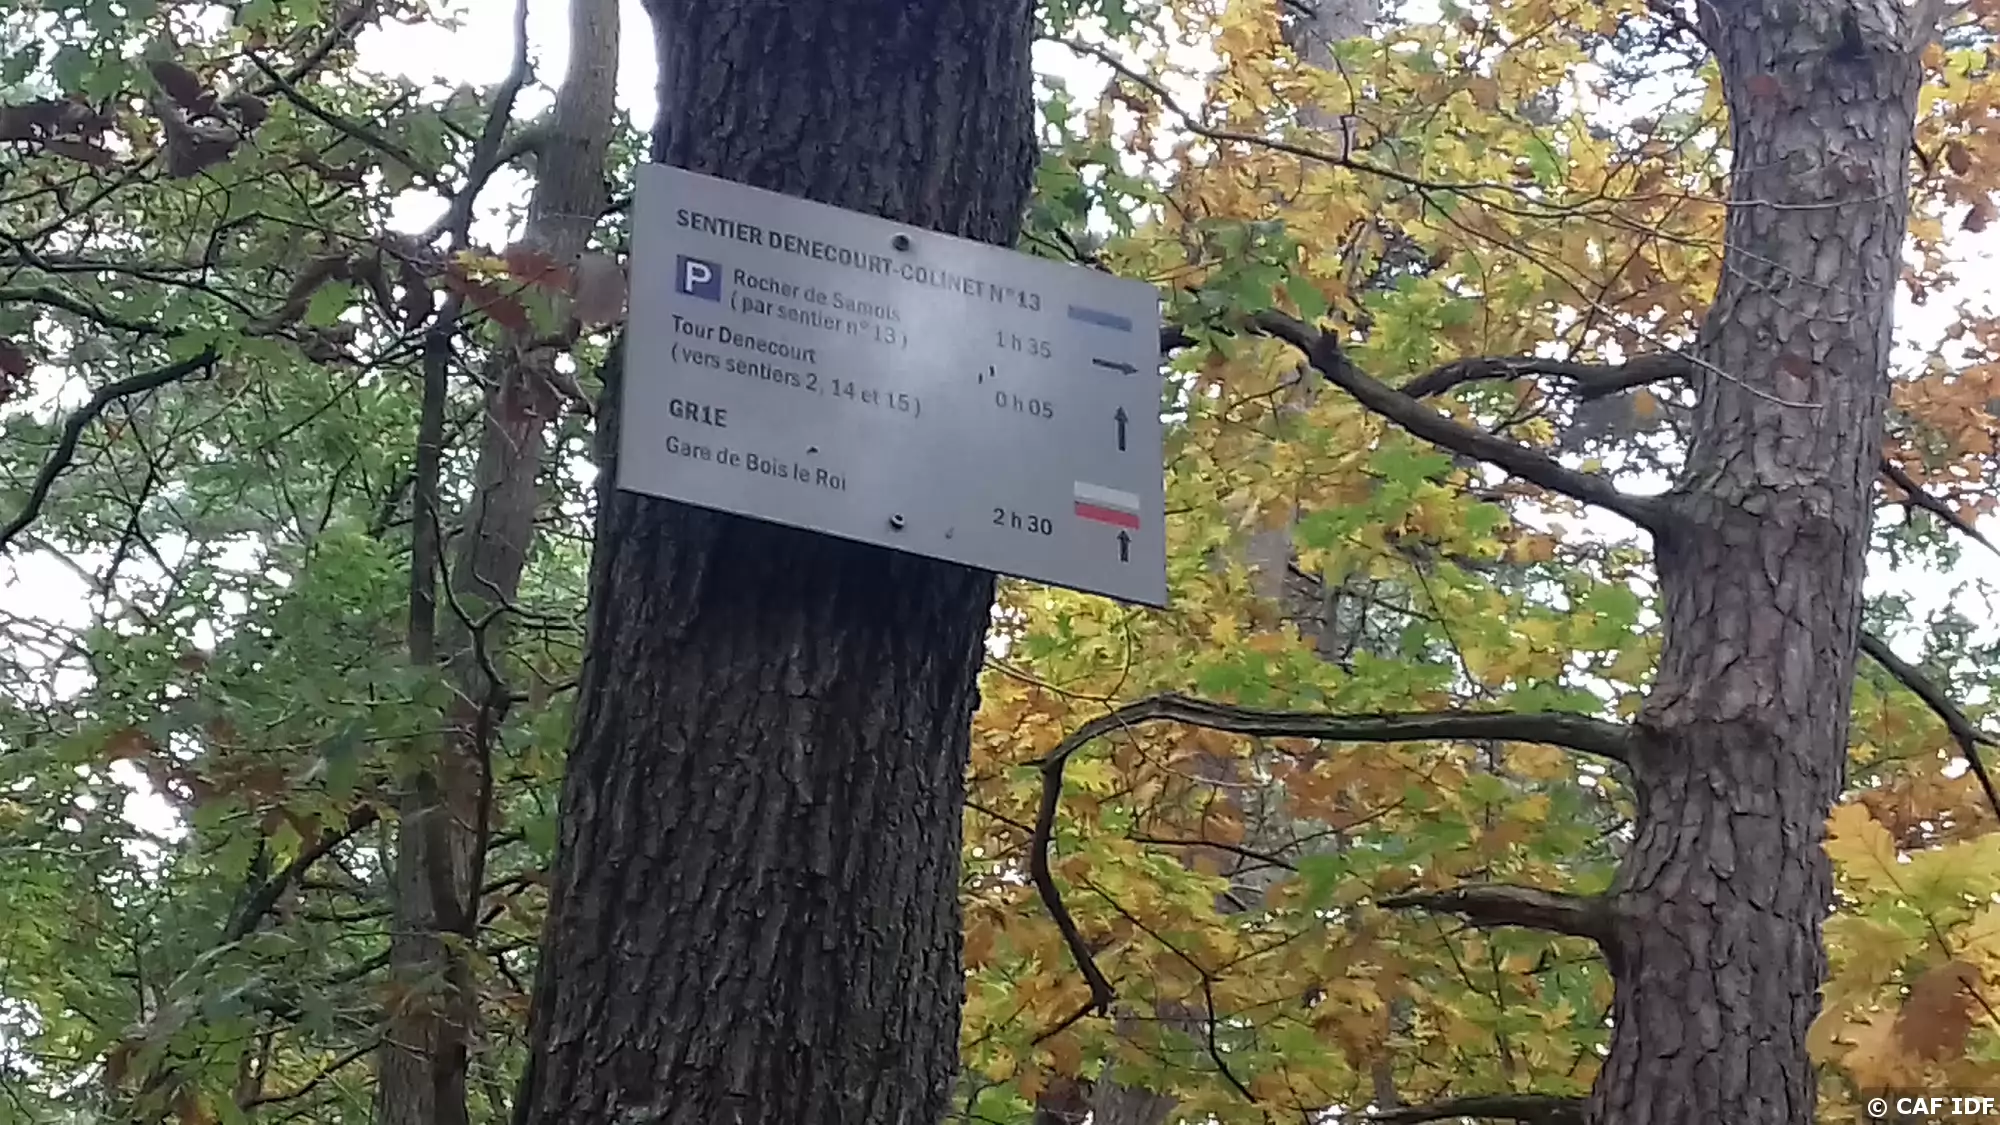 SENTIER DENECOURT-COLINET N°13
P Rocher de Samois
(par sentier n°13) 1 h 35
Tour Denecourt
(vers sentiers 2, 14 et 15) 0 h 05
GR1E
Gare de Bois le Roi 2 h 30
© CAF IDF